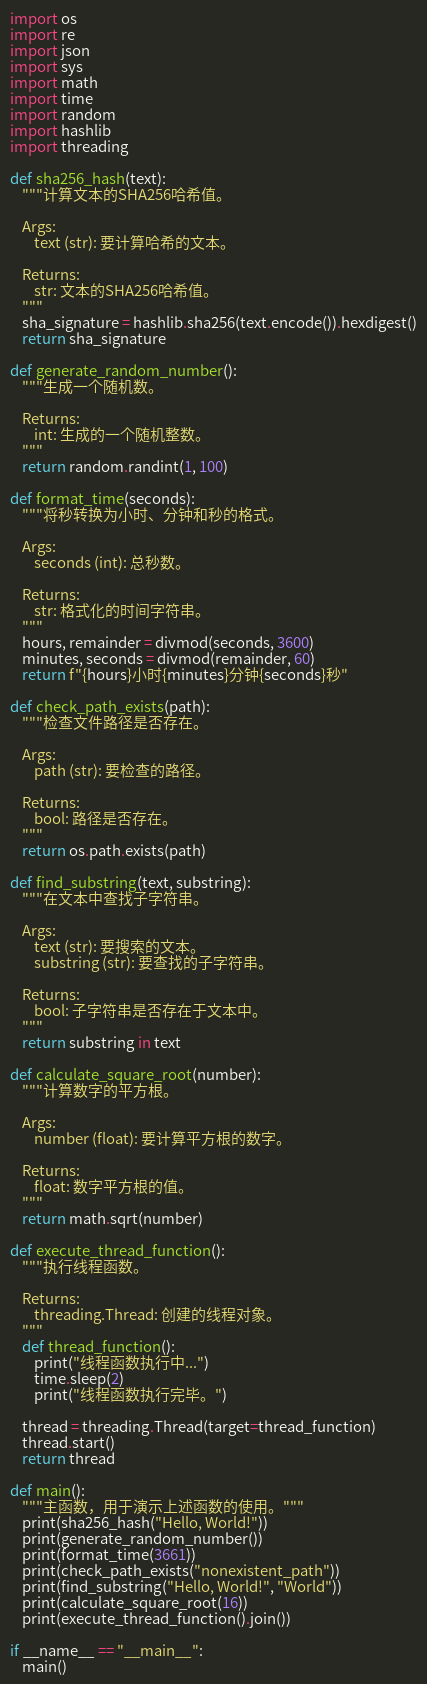 import os
import re
import json
import sys
import math
import time
import random
import hashlib
import threading

def sha256_hash(text):
    """计算文本的SHA256哈希值。

    Args:
        text (str): 要计算哈希的文本。

    Returns:
        str: 文本的SHA256哈希值。
    """
    sha_signature = hashlib.sha256(text.encode()).hexdigest()
    return sha_signature

def generate_random_number():
    """生成一个随机数。

    Returns:
        int: 生成的一个随机整数。
    """
    return random.randint(1, 100)

def format_time(seconds):
    """将秒转换为小时、分钟和秒的格式。

    Args:
        seconds (int): 总秒数。

    Returns:
        str: 格式化的时间字符串。
    """
    hours, remainder = divmod(seconds, 3600)
    minutes, seconds = divmod(remainder, 60)
    return f"{hours}小时{minutes}分钟{seconds}秒"

def check_path_exists(path):
    """检查文件路径是否存在。

    Args:
        path (str): 要检查的路径。

    Returns:
        bool: 路径是否存在。
    """
    return os.path.exists(path)

def find_substring(text, substring):
    """在文本中查找子字符串。

    Args:
        text (str): 要搜索的文本。
        substring (str): 要查找的子字符串。

    Returns:
        bool: 子字符串是否存在于文本中。
    """
    return substring in text

def calculate_square_root(number):
    """计算数字的平方根。

    Args:
        number (float): 要计算平方根的数字。

    Returns:
        float: 数字平方根的值。
    """
    return math.sqrt(number)

def execute_thread_function():
    """执行线程函数。

    Returns:
        threading.Thread: 创建的线程对象。
    """
    def thread_function():
        print("线程函数执行中...")
        time.sleep(2)
        print("线程函数执行完毕。")

    thread = threading.Thread(target=thread_function)
    thread.start()
    return thread

def main():
    """主函数，用于演示上述函数的使用。"""
    print(sha256_hash("Hello, World!"))
    print(generate_random_number())
    print(format_time(3661))
    print(check_path_exists("nonexistent_path"))
    print(find_substring("Hello, World!", "World"))
    print(calculate_square_root(16))
    print(execute_thread_function().join())

if __name__ == "__main__":
    main()